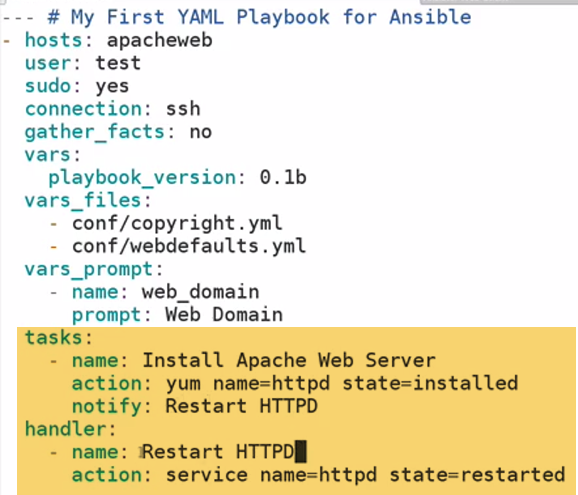 --- # My First YAML Playbook for Ansible
- hosts: apacheweb
  user: test
  sudo: yes
  connection: ssh
  gather_facts: no
  vars:
    playbook_version: 0.1b
  vars_files:
    - conf/copyright.yml
    - conf/webdefaults.yml
  vars_prompt:
    - name: web_domain
      prompt: Web Domain
  tasks:
    - name: Install Apache Web Server
      action: yum name=httpd state=installed
      notify: Restart HTTPD
  handler:
    - name: Restart HTTPD
      action: service name=httpd state=restarted